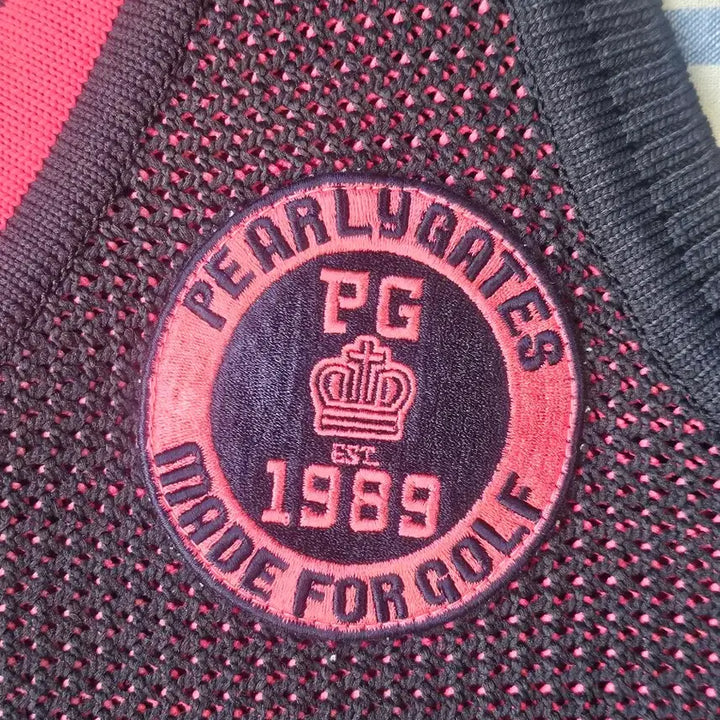 PEARLYGATES
PG
EST.
1989
MADE FOR GOLF